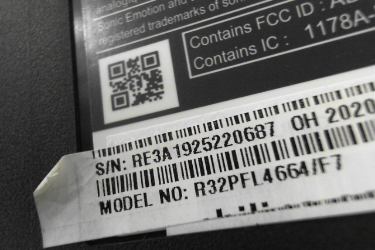 analogique
Sonic Emotion and
registered trademarks of
Contains FCC ID :
Contains IC : 1178A-
S/N: RE3A1925220687 OH 2020
MODEL NO: R32PFL4664/F7